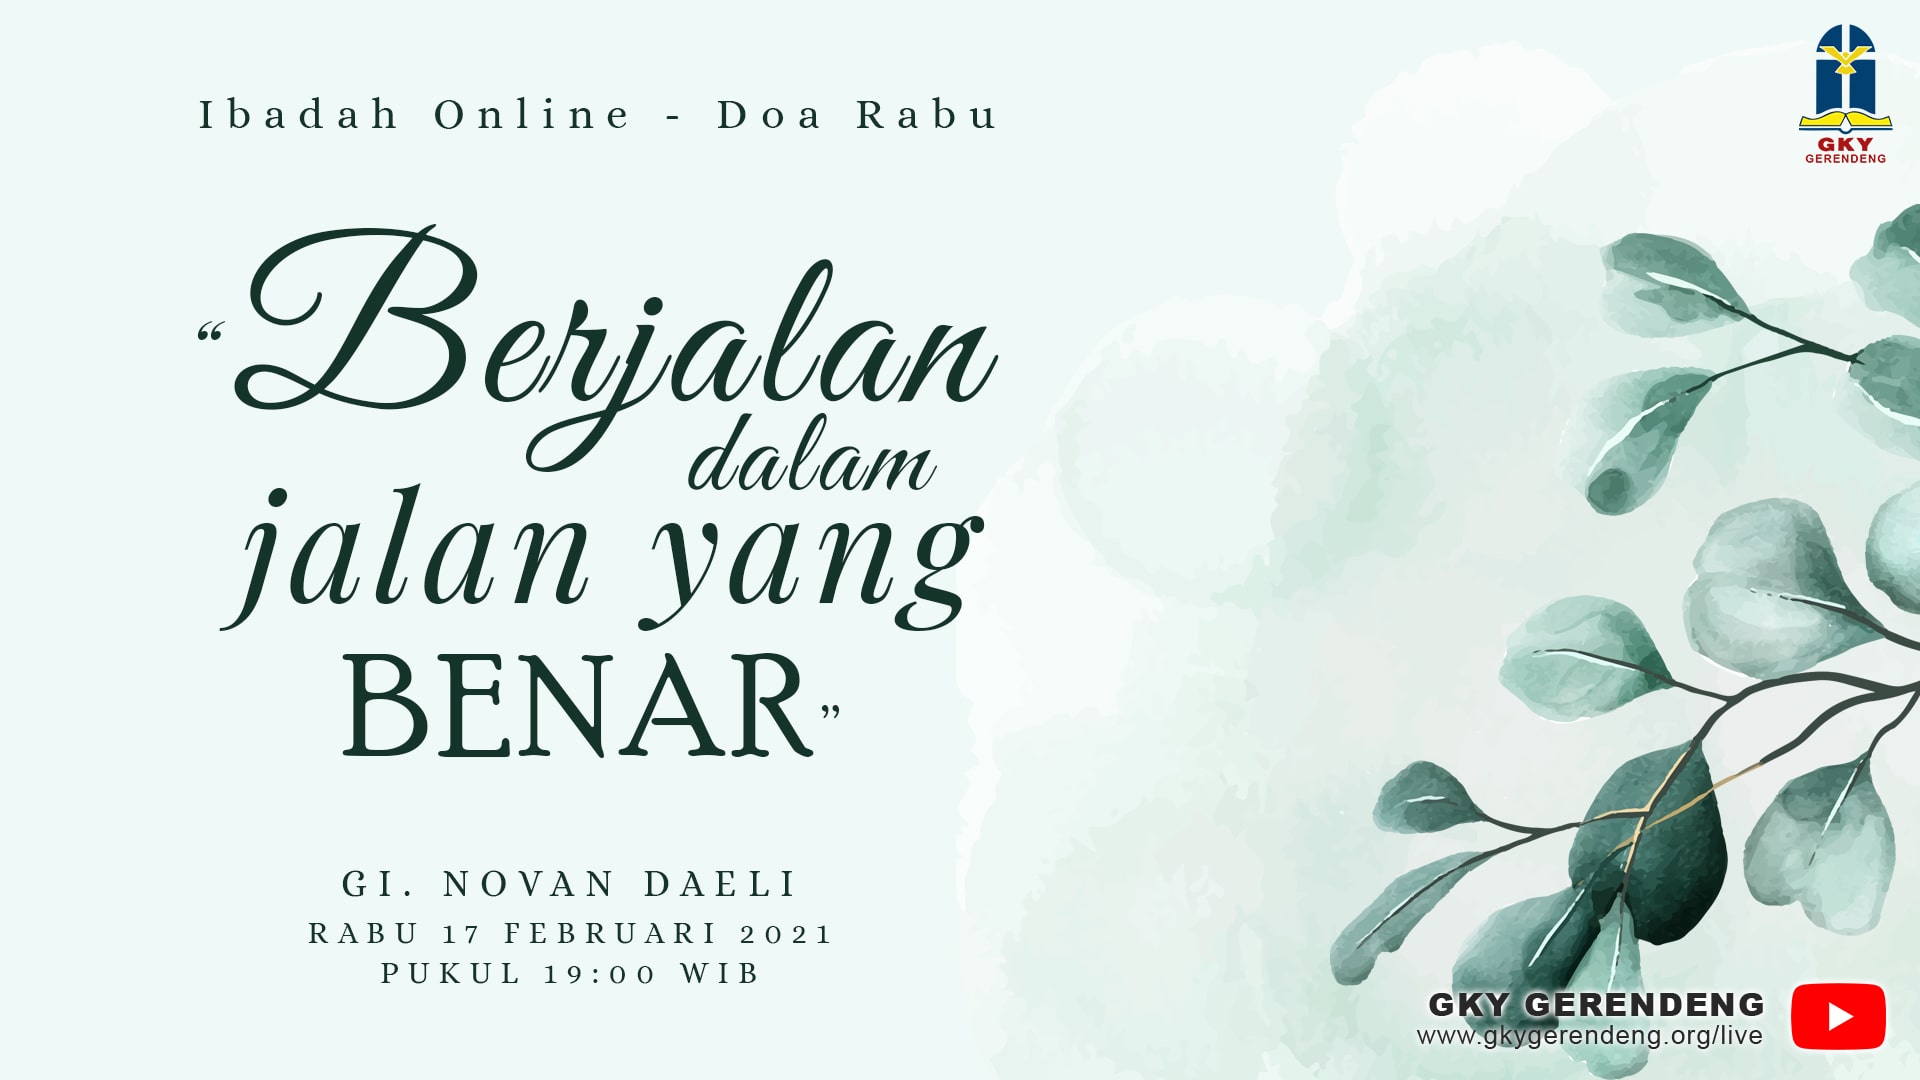 Ibadah Online - Doa Rabu
GKY
GERENDENG
“Berjalan
dalam
jalan yang
BENAR”
GI. NOVAN DAELI
RABU 17 FEBRUARI 2021
PUKUL 19:00 WIB
GKY GERENDENG
www.gkygerendeng.org/live